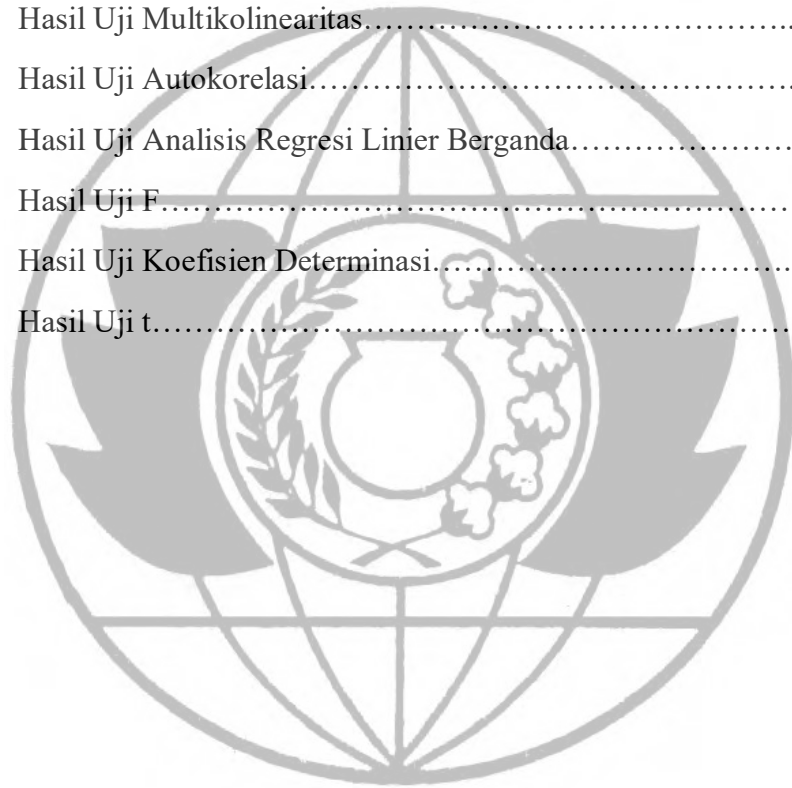 Hasil Uji Multikolinearitas……………………………………..
Hasil Uji Autokorelasi…………………………………………….
Hasil Uji Analisis Regresi Linier Berganda………………….
Hasil Uji F……………………………………………………………
Hasil Uji Koefisien Determinasi………………………………..
Hasil Uji t…………………………………………………………….